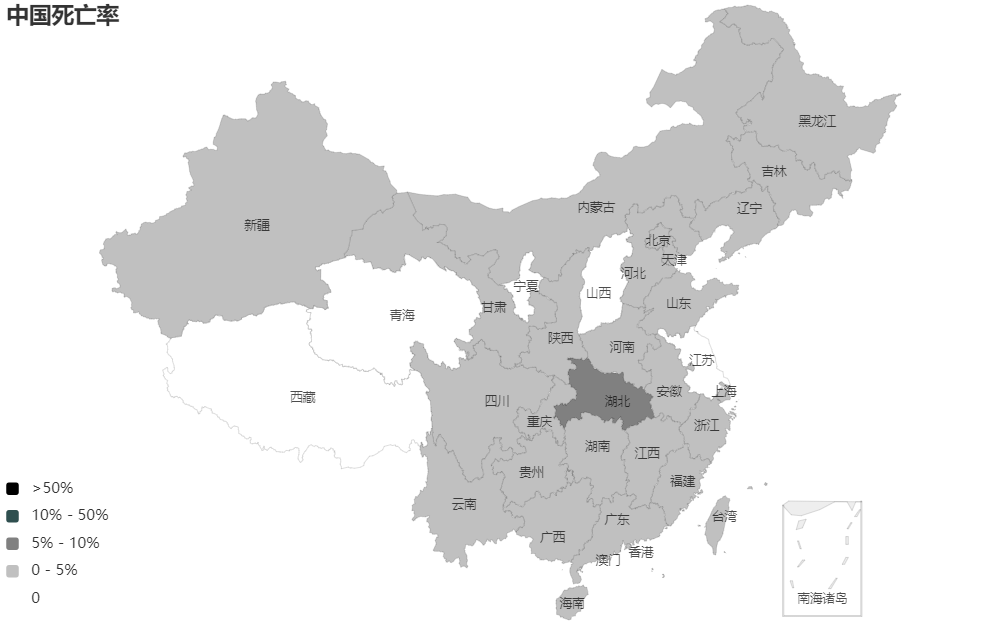 中国死亡率
黑龙江
吉林
辽宁
内蒙古
新疆
北京
天津
河北
宁夏
山西
山东
甘肃
青海
陕西
河南
江苏
安徽
上海
西藏
四川
湖北
重庆
浙江
湖南
江西
贵州
福建
云南
台湾
广东
广西
香港
澳门
海南
南海诸岛
>50%
10% - 50%
5% - 10%
0 - 5%
0